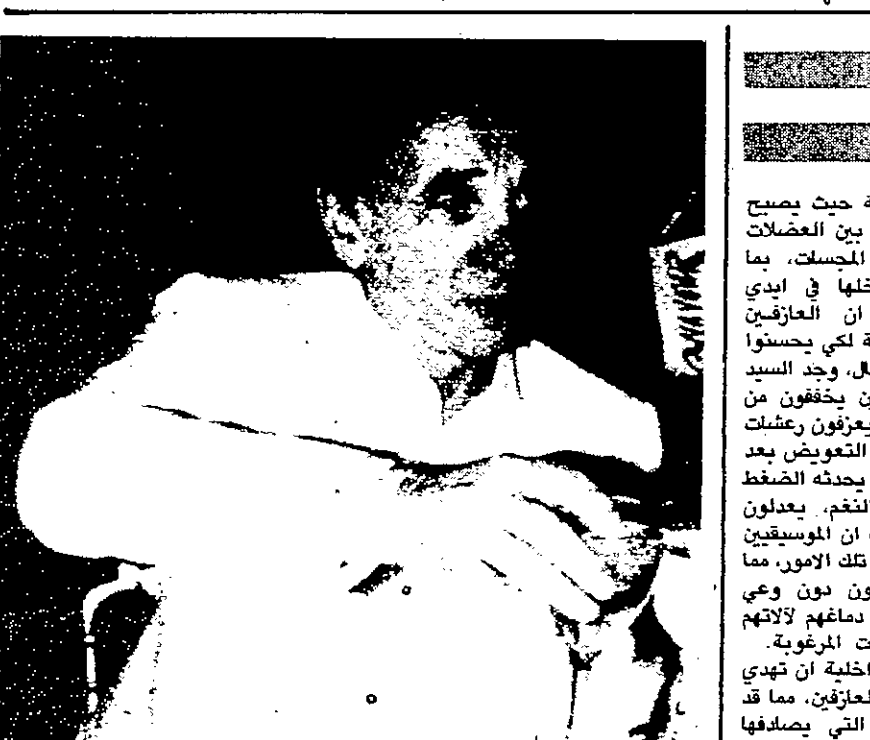 ة حيث يصبح
بين العضلات
المجسات، بما
خلها في ايدي
ان العازفين
ة لكي يحسنوا
ال، وجد السيد
ن يخففون من
يعزفون رعشات
التعويض بعد
يحدثه الضغط
النغم، يعدلون
ان الموسيقيين
تلك الامور، مما
ون دون وعي
دماغهم لآلاتهم
ت المرغوبة.
اخلية ان تهدي
لعازفين، مما قد
التي يصادفها